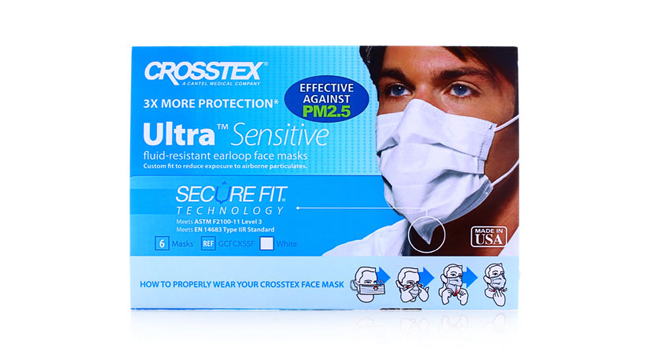 CROSSTEX®
A CANTEL MEDICAL COMPANY
3X MORE PROTECTION*
EFFECTIVE
AGAINST
PM2.5
Ultra™ Sensitive
fluid-resistant earloop face masks
Custom fit to reduce exposure to airborne particulates.
SECURE FIT®
TECHNOLOGY
Meets ASTM F2100-11 Level 3
Meets EN 14683 Type IIR Standard
6 Masks REF GCFCXSSF White
MADE IN
USA
HOW TO PROPERLY WEAR YOUR CROSSTEX FACE MASK